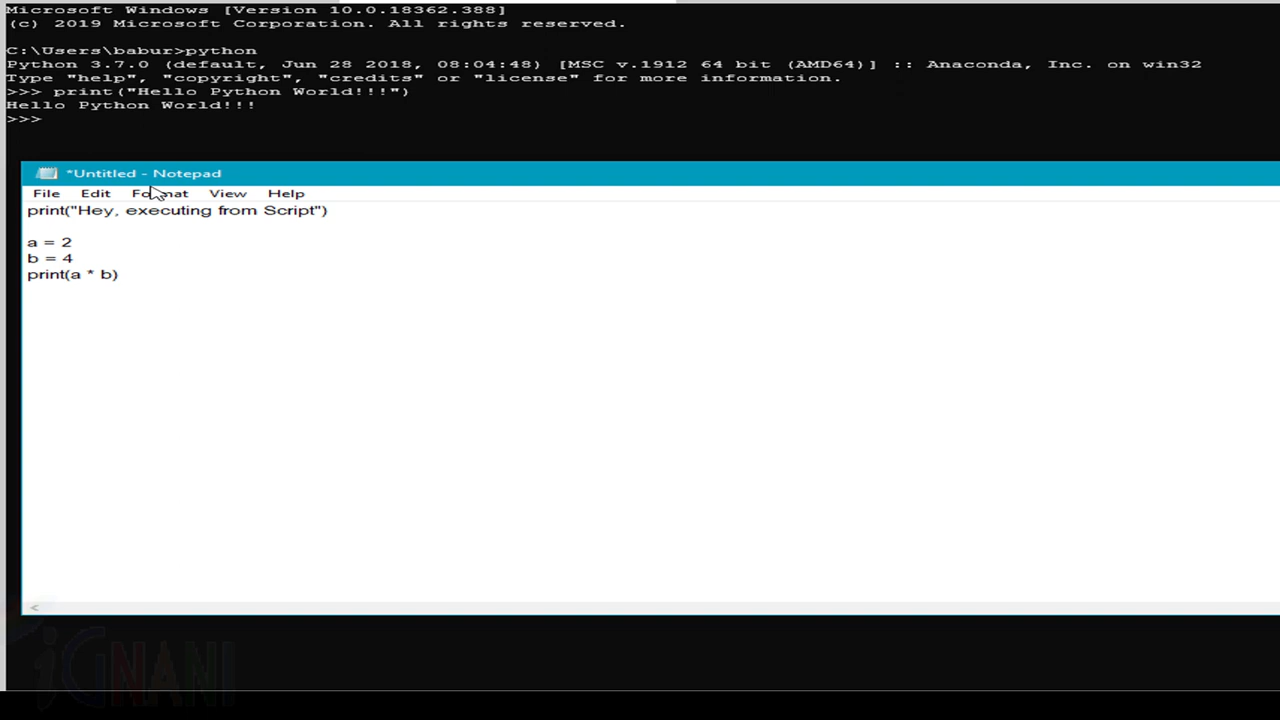 Microsoft Windows [Version 10.0.18362.388]
(c) 2019 Microsoft Corporation. All rights reserved.
C:\Users\babur>python
Python 3.7.0 (default, Jun 28 2018, 08:04:48) [MSC v.1912 64 bit (AMD64)] :: Anaconda, Inc. on win32
Type "help", "copyright", "credits" or "license" for more information.
>>> print("Hello Python World!!!")
Hello Python World!!!
>>>
*Untitled - Notepad
File Edit Format View Help
print("Hey, executing from Script")
a = 2
b = 4
print(a * b)
iGNANI